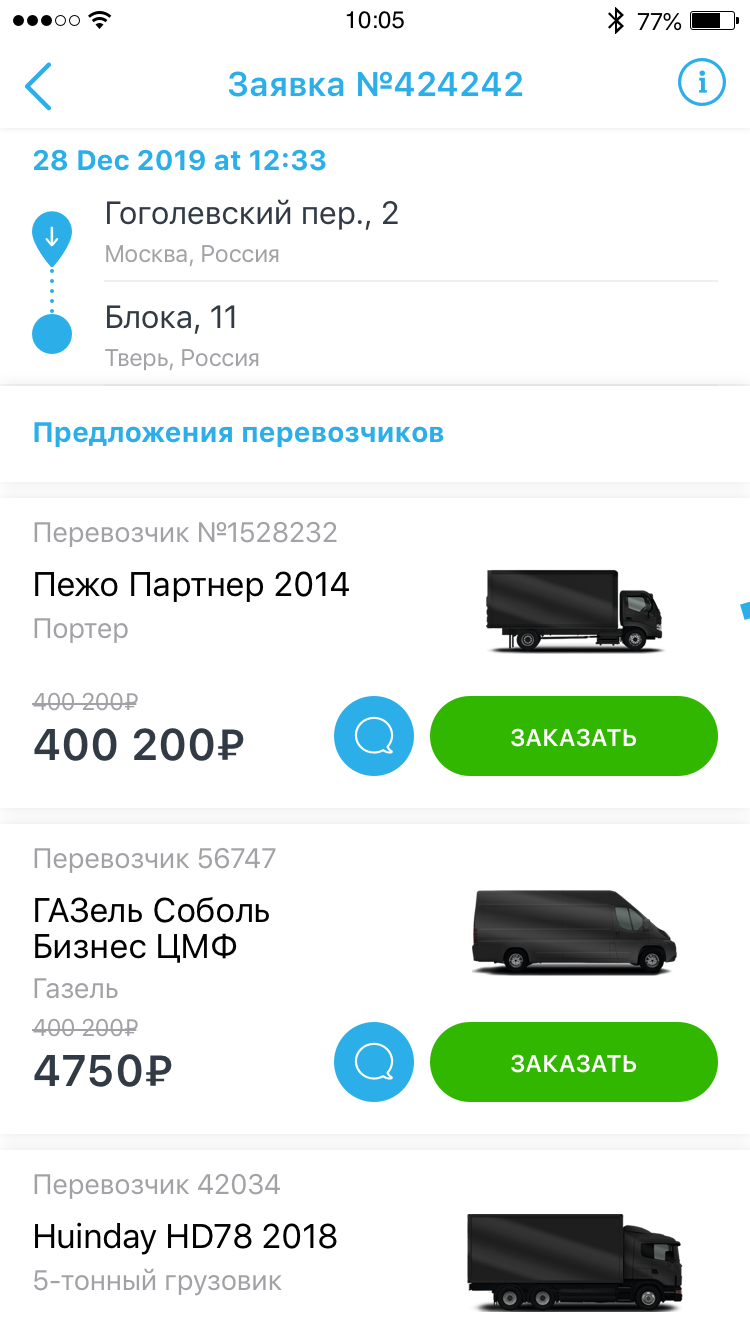 10:05
77%
Заявка №424242
i
28 Dec 2019 at 12:33
Гоголевский пер., 2
Москва, Россия
Блока, 11
Тверь, Россия
Предложения перевозчиков
Перевозчик №1528232
Пежо Партнер 2014
Портер
400 200₽
400 200₽
ЗАКАЗАТЬ
Перевозчик 56747
ГАЗель Соболь
Бизнес ЦМФ
Газель
400 200₽
4750₽
ЗАКАЗАТЬ
Перевозчик 42034
Huinday HD78 2018
5-тонный грузовик